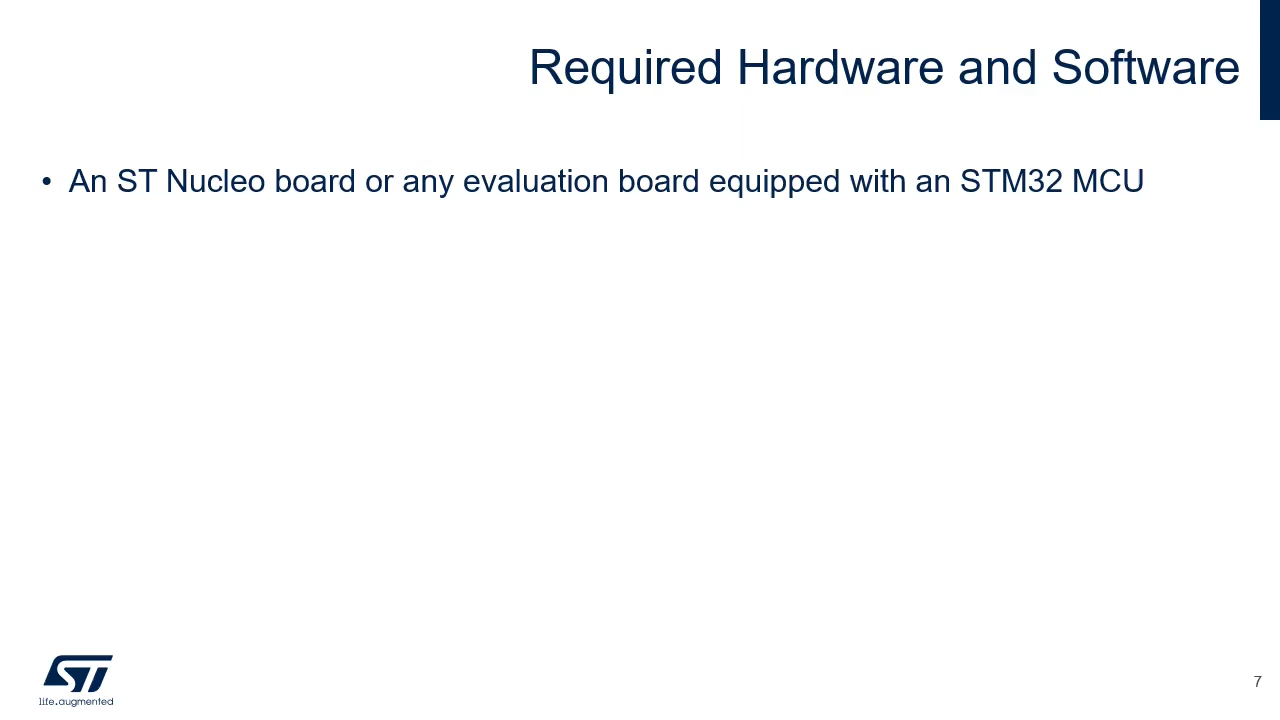 Required Hardware and Software
• An ST Nucleo board or any evaluation board equipped with an STM32 MCU
ST
life.augmented
7